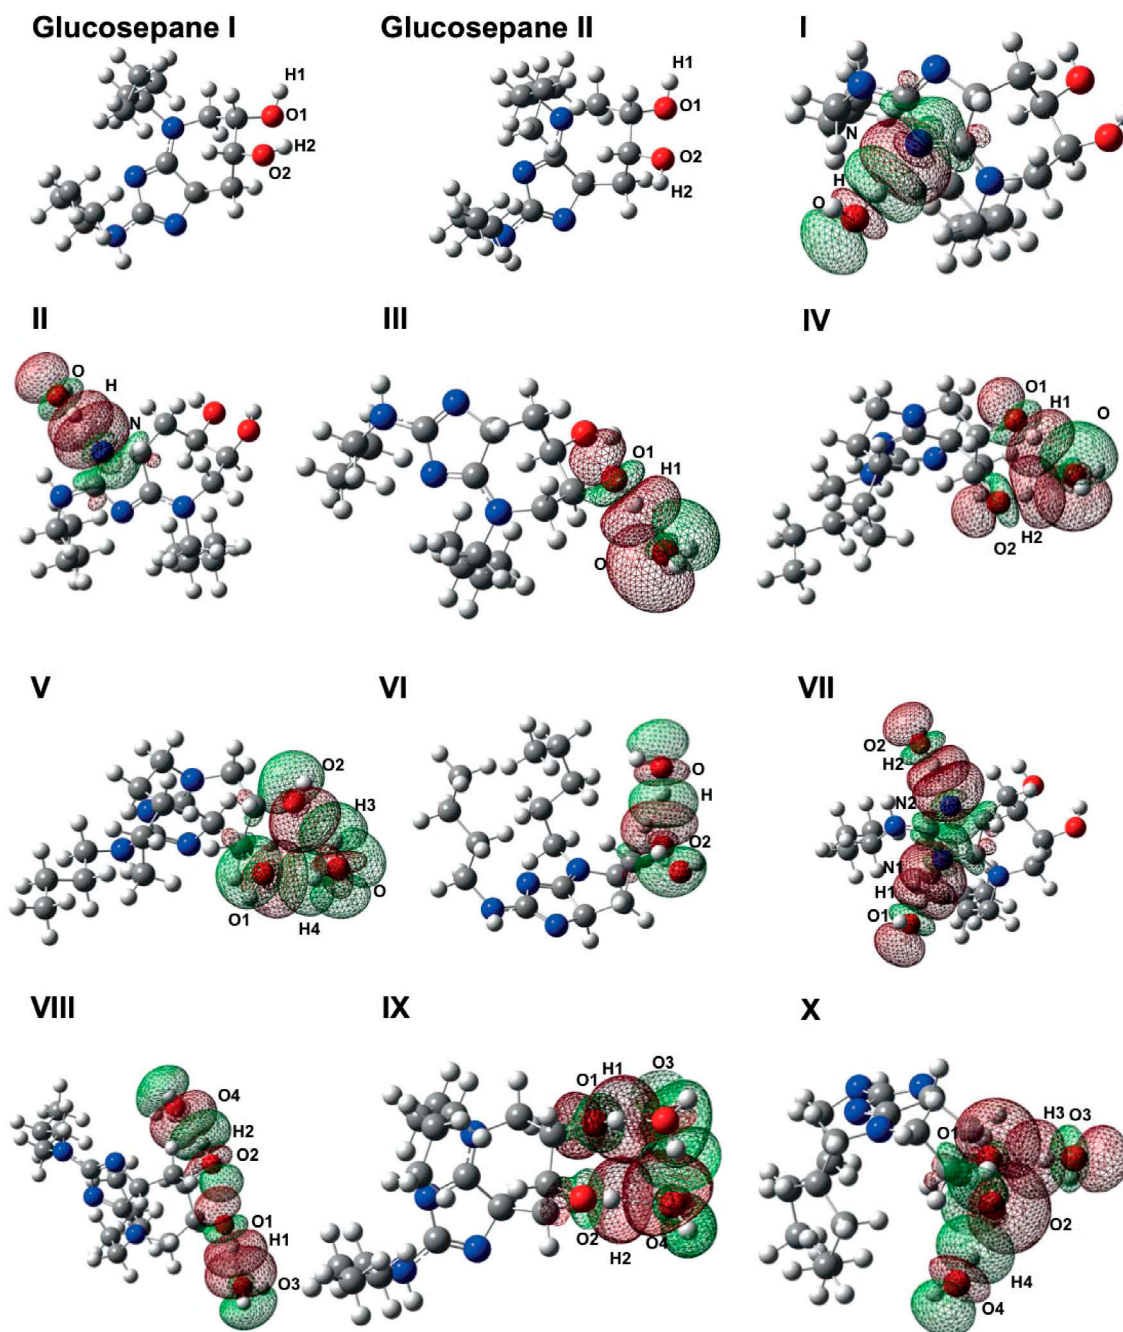 Glucosepane I
Glucosepane II
I
H1
O1
H2
O2
H1
O1
O2
H2
N
H
O
II
III
IV
O
H
N
O1
H1
O
O1
H1
O
O2
H2
V
VI
VII
O2
H3
O
O1
H4
O
H
O2
O2
H2
N2
N1
H1
O1
VIII
IX
X
O4
H2
O2
O1
H1
O3
O1
H1
O3
O2
H2
O4
O1
H3
O3
O2
H4
O4